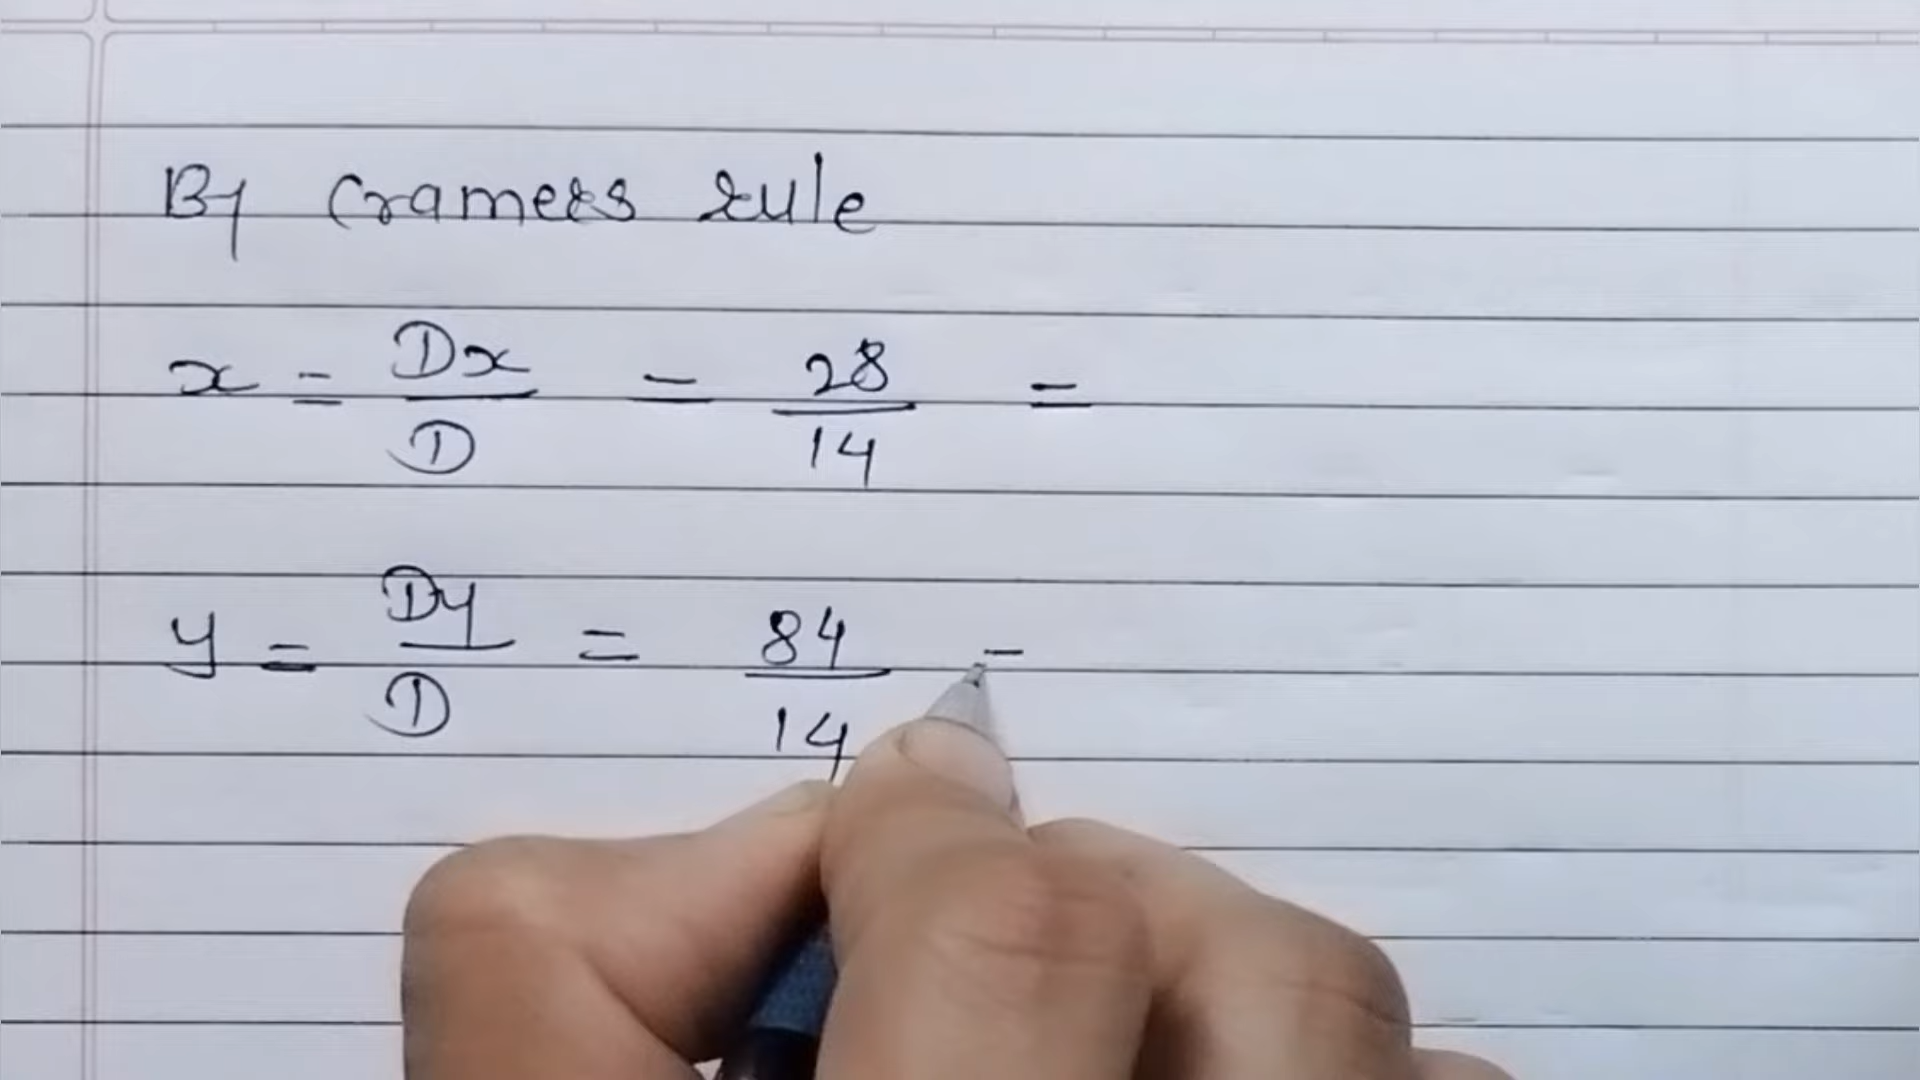 By Cramers rule
x = Dx/D = 28/14 =
y = Dy/D = 84/14 -